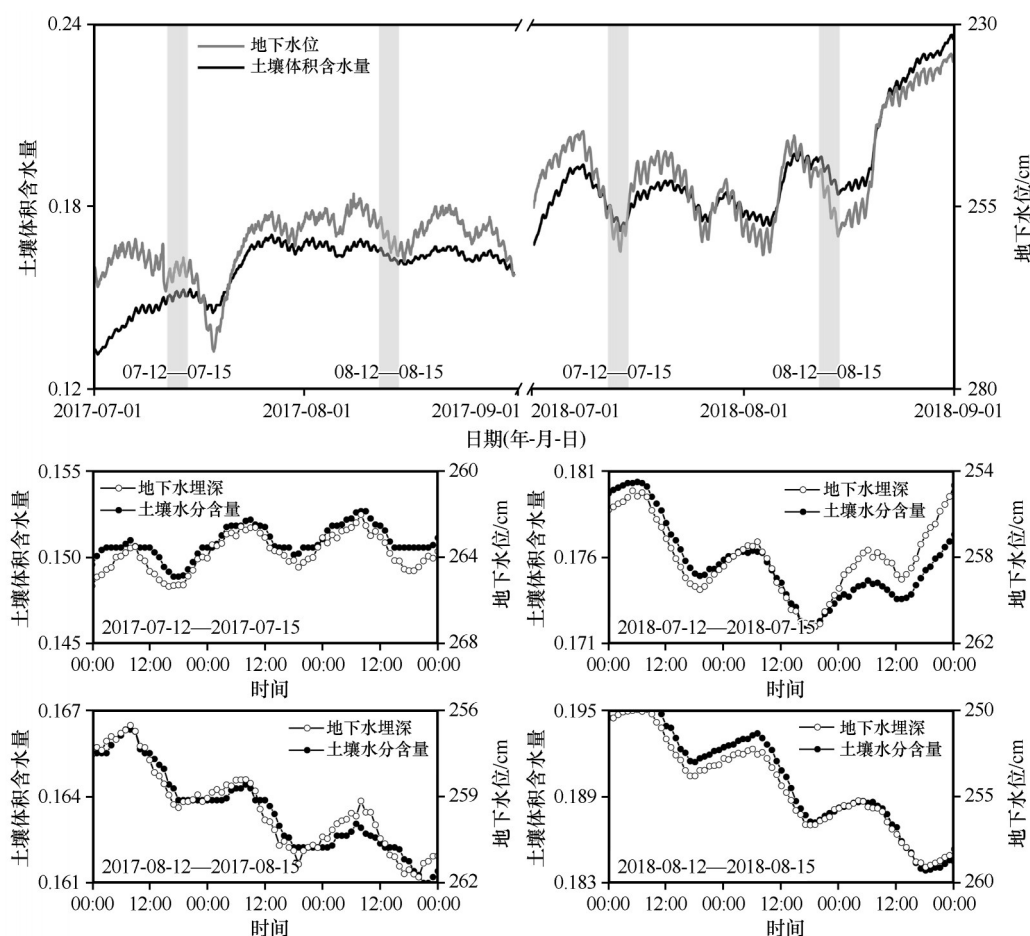 0.24
0.18
0.12
土壤体积含水量
地下水位
土壤体积含水量
230
255
280
地下水位/cm
07-12—07-15
08-12—08-15
07-12—07-15
08-12—08-15
2017-07-01
2017-08-01
2017-09-01
2018-07-01
2018-08-01
2018-09-01
日期(年-月-日)
0.155
0.150
0.145
土壤体积含水量
地下水埋深
土壤水分含量
2017-07-12—2017-07-15
260
264
268
地下水位/cm
00:00 12:00 00:00 12:00 00:00 12:00 00:00
时间
0.181
0.176
0.171
土壤体积含水量
地下水埋深
土壤水分含量
2018-07-12—2018-07-15
254
258
262
地下水位/cm
00:00 12:00 00:00 12:00 00:00 12:00 00:00
时间
0.167
0.164
0.161
土壤体积含水量
地下水埋深
土壤水分含量
2017-08-12—2017-08-15
256
259
262
地下水位/cm
00:00 12:00 00:00 12:00 00:00 12:00 00:00
时间
0.195
0.189
0.183
土壤体积含水量
地下水埋深
土壤水分含量
2018-08-12—2018-08-15
250
255
260
地下水位/cm
00:00 12:00 00:00 12:00 00:00 12:00 00:00
时间